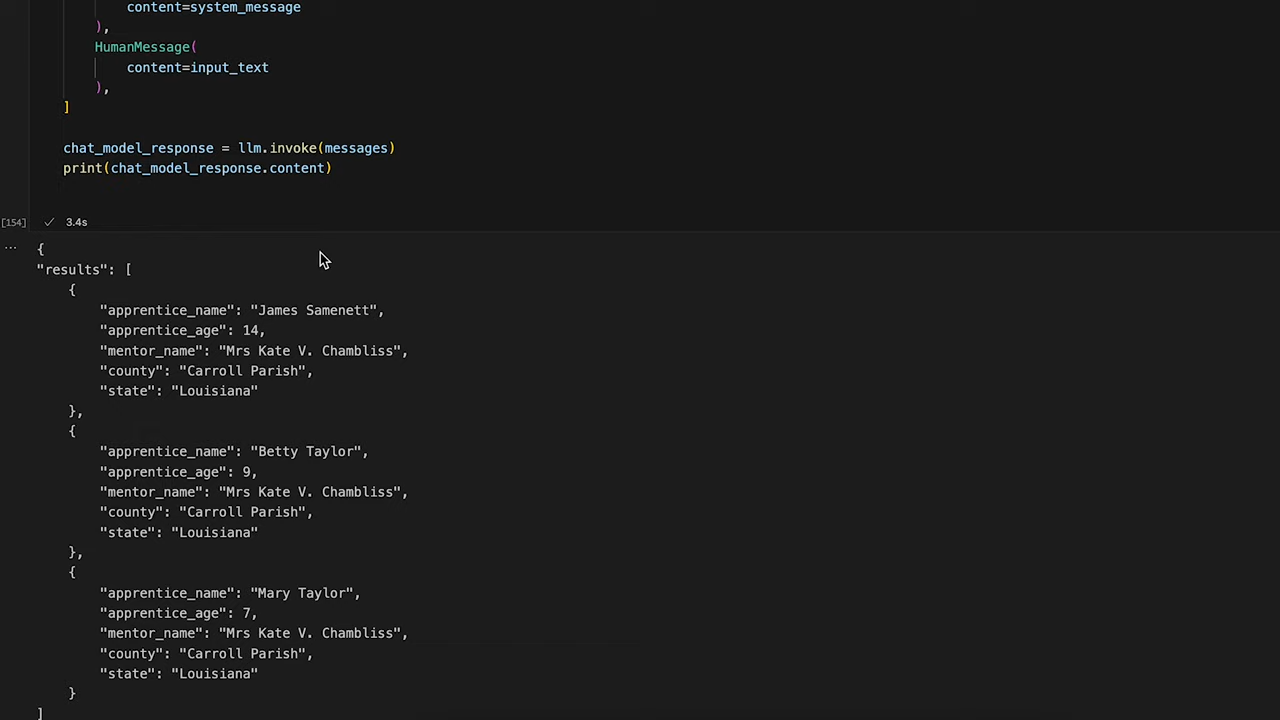 content=system_message
),
HumanMessage(
content=input_text
),
]
chat_model_response = llm.invoke(messages)
print(chat_model_response.content)
[154] 3.4s
...
{
"results": [
{
"apprentice_name": "James Samenett",
"apprentice_age": 14,
"mentor_name": "Mrs Kate V. Chambliss",
"county": "Carroll Parish",
"state": "Louisiana"
},
{
"apprentice_name": "Betty Taylor",
"apprentice_age": 9,
"mentor_name": "Mrs Kate V. Chambliss",
"county": "Carroll Parish",
"state": "Louisiana"
},
{
"apprentice_name": "Mary Taylor",
"apprentice_age": 7,
"mentor_name": "Mrs Kate V. Chambliss",
"county": "Carroll Parish",
"state": "Louisiana"
}
]